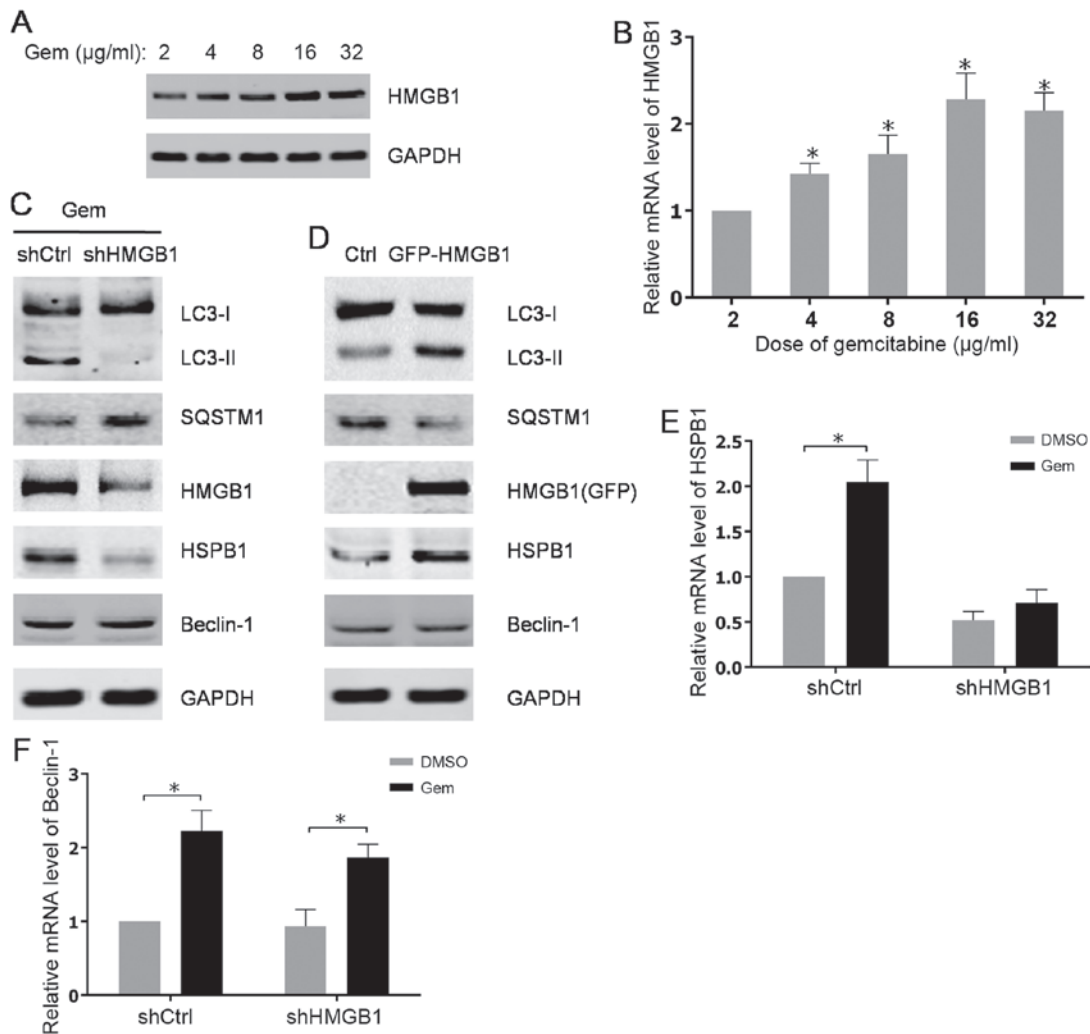 A
Gem (µg/ml): 2 4 8 16 32
HMGB1
GAPDH
B
Relative mRNA level of HMGB1
3
2
1
0
*
*
*
*
2 4 8 16 32
Dose of gemcitabine (µg/ml)
C
Gem
shCtrl shHMGB1
LC3-I
LC3-II
SQSTM1
HMGB1
HSPB1
Beclin-1
GAPDH
D
Ctrl GFP-HMGB1
LC3-I
LC3-II
SQSTM1
HMGB1(GFP)
HSPB1
Beclin-1
GAPDH
E
Relative mRNA level of HSPB1
2.5
2.0
1.5
1.0
0.5
0.0
*
DMSO
Gem
shCtrl shHMGB1
F
Relative mRNA level of Beclin-1
3
2
1
0
*
*
DMSO
Gem
shCtrl shHMGB1